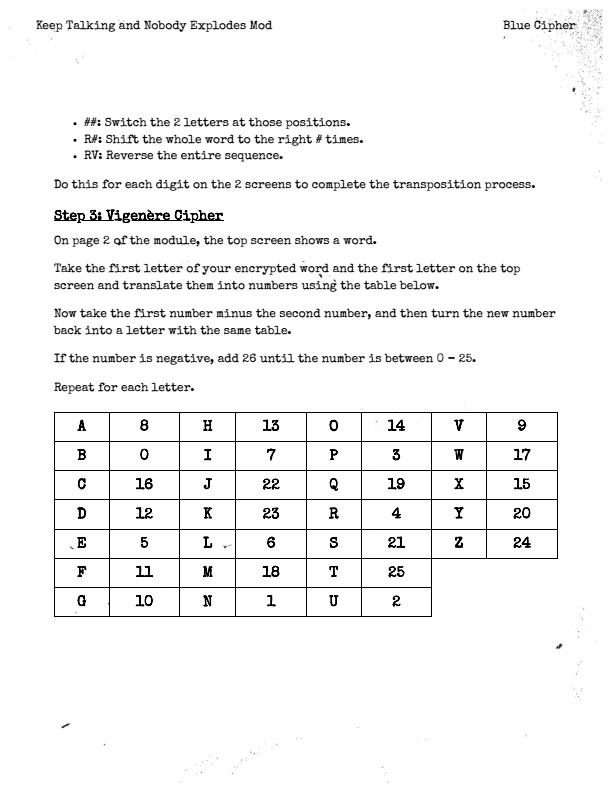 Keep Talking and Nobody Explodes Mod Blue Cipher
• ##: Switch the 2 letters at those positions.
• R#: Shift the whole word to the right # times.
• RV: Reverse the entire sequence.
Do this for each digit on the 2 screens to complete the transposition process.
Step 3: Vigenère Cipher
On page 2 of the module, the top screen shows a word.
Take the first letter of your encrypted word and the first letter on the top
screen and translate them into numbers using the table below.
Now take the first number minus the second number, and then turn the new number
back into a letter with the same table.
If the number is negative, add 26 until the number is between 0 - 25.
Repeat for each letter.
A 8 H 13 O 14 V 9
B 0 I 7 P 3 W 17
C 16 J 22 Q 19 X 15
D 12 K 23 R 4 Y 20
E 5 L 6 S 21 Z 24
F 11 M 18 T 25
G 10 N 1 U 2